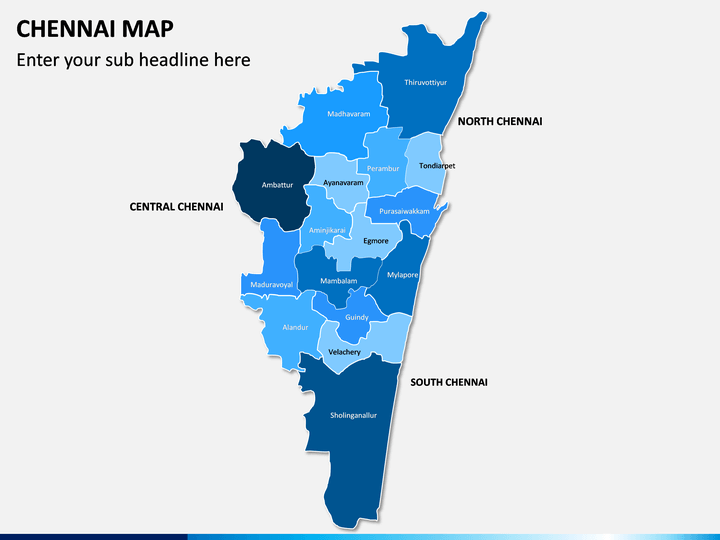 CHENNAI MAP
Enter your sub headline here
Thiruvottiyur
Madhavaram
NORTH CHENNAI
Tondiarpet
Perambur
Ambattur
Ayanavaram
CENTRAL CHENNAI
Purasaiwakkam
Aminjikarai
Egmore
Mylapore
Maduravoyal
Mambalam
Guindy
Alandur
Velachery
SOUTH CHENNAI
Sholinganallur